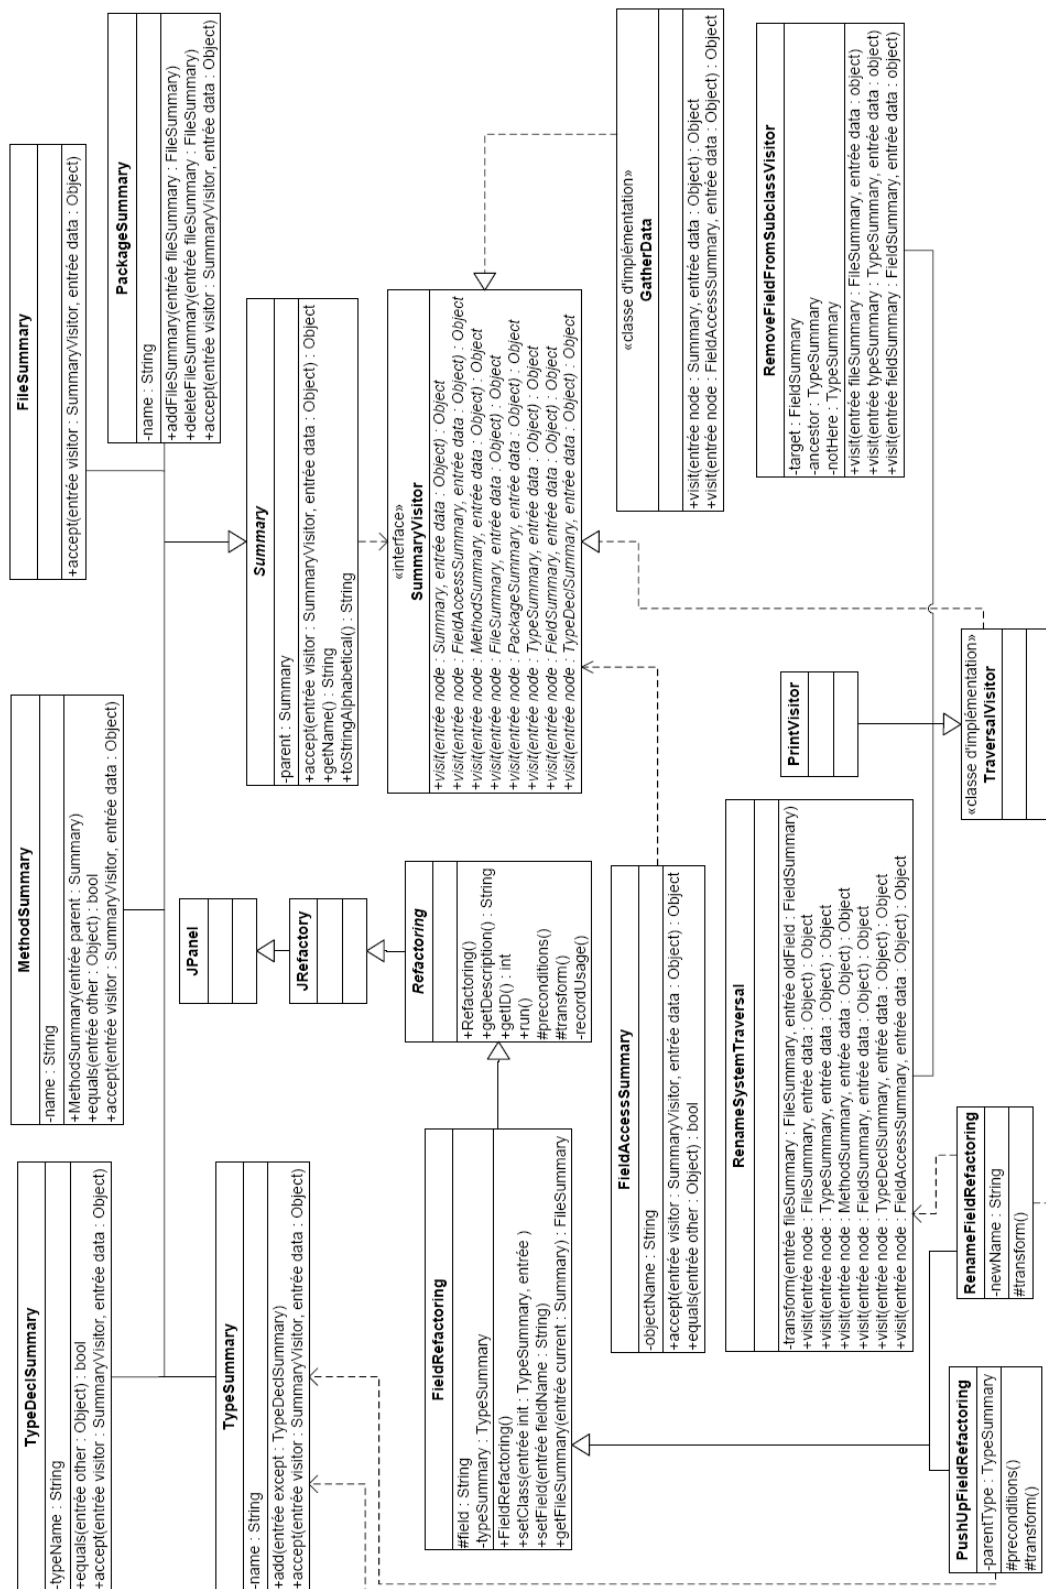 TypeDeclSummary
-typeName : String
+equals(entrée other : Object) : bool
+accept(entrée visitor : SummaryVisitor, entrée data : Object)
MethodSummary
-name : String
+MethodSummary(entrée parent : Summary)
+equals(entrée other : Object) : bool
+accept(entrée visitor : SummaryVisitor, entrée data : Object)
FileSummary
+accept(entrée visitor : SummaryVisitor, entrée data : Object)
PackageSummary
-name : String
+addFileSummary(entrée fileSummary : FileSummary)
+deleteFileSummary(entrée fileSummary : FileSummary)
+accept(entrée visitor : SummaryVisitor, entrée data : Object)
TypeSummary
-name : String
+add(entrée except : TypeDeclSummary)
+accept(entrée visitor : SummaryVisitor, entrée data : Object)
JPanel
JRefactory
Summary
-parent : Summary
+accept(entrée visitor : SummaryVisitor, entrée data : Object) : Object
+getName() : String
+toStringAlphabetical() : String
Refactoring
+Refactoring()
+getDescription() : String
+getID() : int
+run()
#preconditions()
#transform()
-recordUsage()
«interface»
SummaryVisitor
+visit(entrée node : Summary, entrée data : Object) : Object
+visit(entrée node : FieldAccessSummary, entrée data : Object) : Object
+visit(entrée node : MethodSummary, entrée data : Object) : Object
+visit(entrée node : FileSummary, entrée data : Object) : Object
+visit(entrée node : PackageSummary, entrée data : Object) : Object
+visit(entrée node : TypeSummary, entrée data : Object) : Object
+visit(entrée node : FieldSummary, entrée data : Object) : Object
+visit(entrée node : TypeDeclSummary, entrée data : Object) : Object
FieldRefactoring
#field : String
-typeSummary : TypeSummary
+FieldRefactoring()
+setClass(entrée init : TypeSummary, entrée )
+setField(entrée fieldName : String)
+getFileSummary(entrée current : Summary) : FileSummary
FieldAccessSummary
-objectName : String
+accept(entrée visitor : SummaryVisitor, entrée data : Object) : Object
+equals(entrée other : Object) : bool
«classe d'implémentation»
GatherData
+visit(entrée node : Summary, entrée data : Object) : Object
+visit(entrée node : FieldAccessSummary, entrée data : Object) : Object
RenameSystemTraversal
-transform(entrée fileSummary : FileSummary, entrée oldField : FieldSummary)
+visit(entrée node : FileSummary, entrée data : Object) : Object
+visit(entrée node : TypeSummary, entrée data : Object) : Object
+visit(entrée node : MethodSummary, entrée data : Object) : Object
+visit(entrée node : FieldSummary, entrée data : Object) : Object
+visit(entrée node : TypeDeclSummary, entrée data : Object) : Object
+visit(entrée node : FieldAccessSummary, entrée data : Object) : Object
PrintVisitor
RemoveFieldFromSubclassVisitor
-target : FieldSummary
-ancestor : TypeSummary
-notHere : TypeSummary
+visit(entrée fileSummary : FileSummary, entrée data : object)
+visit(entrée typeSummary : TypeSummary, entrée data : object)
+visit(entrée fieldSummary : FieldSummary, entrée data : object)
PushUpFieldRefactoring
-parentType : TypeSummary
#preconditions()
#transform()
RenameFieldRefactoring
-newName : String
#transform()
«classe d'implémentation»
TraversalVisitor